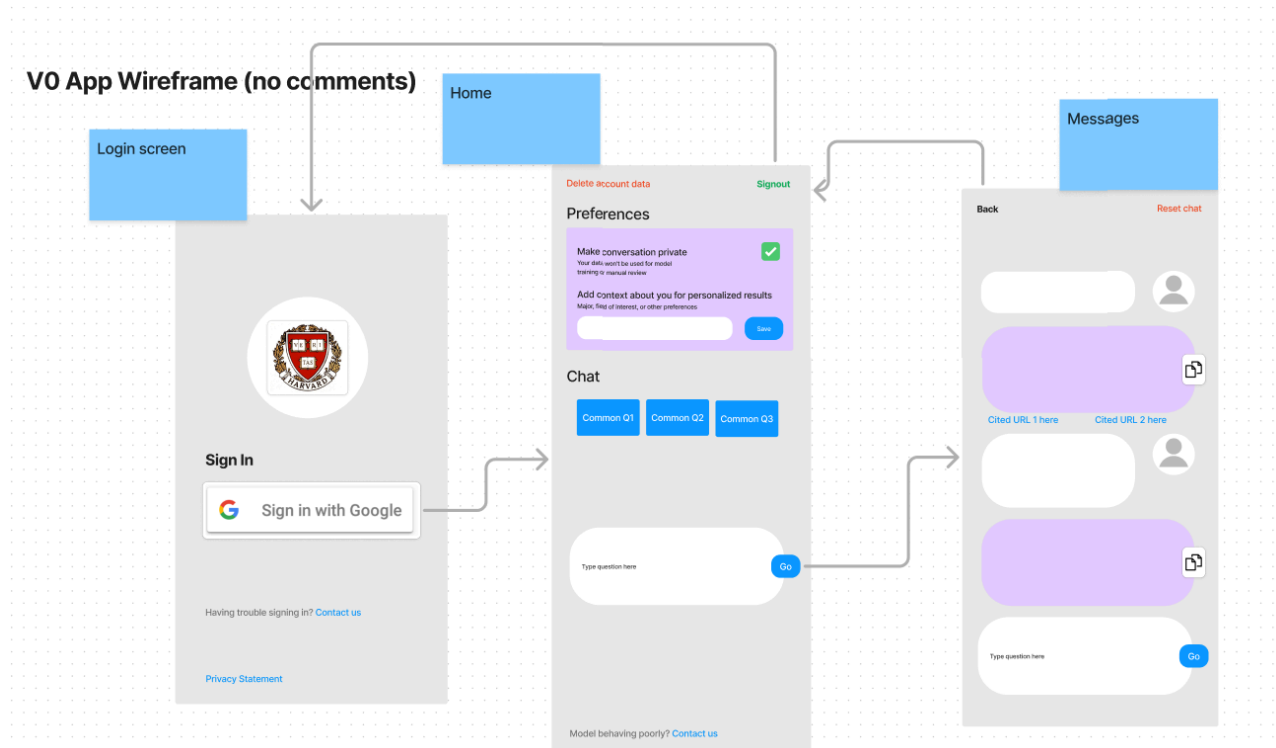 V0 App Wireframe (no comments)
Login screen
Home
Messages
VE RI
TAS
HARVARD
Sign In
Sign in with Google
Having trouble signing in? Contact us
Privacy Statement
Delete account data
Signout
Preferences
Make conversation private
Your data won't be used for model
training or manual review
Add context about you for personalized results
Major, field of interest, or other preferences
Save
Chat
Common Q1
Common Q2
Common Q3
Type question here
Go
Model behaving poorly? Contact us
Back
Reset chat
Cited URL 1 here
Cited URL 2 here
Type question here
Go